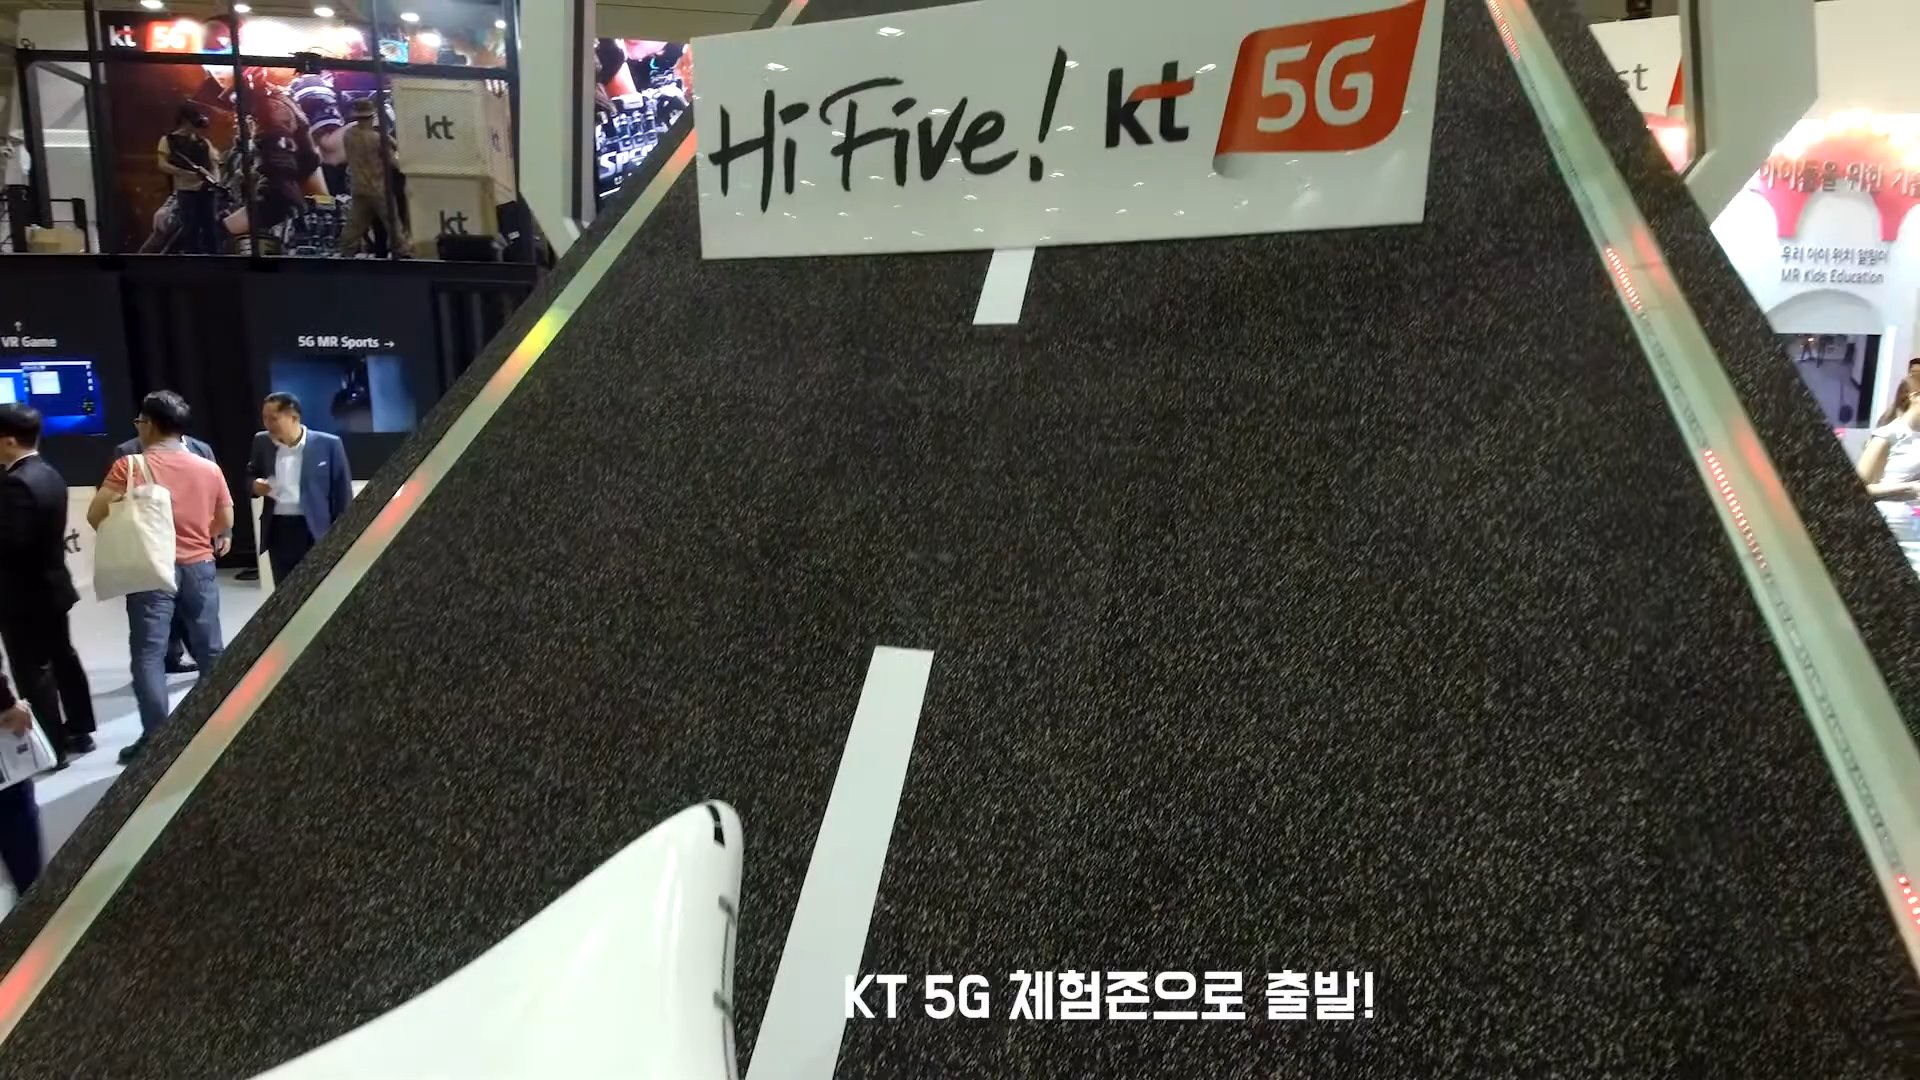 kt 5G
Hi Five! kt 5G
kt
kt
VR Game
5G MR Sports →
kt
아이들을 위한
우리 아이 위치 알림이
MR Kids Education
KT 5G 체험존으로 출발!